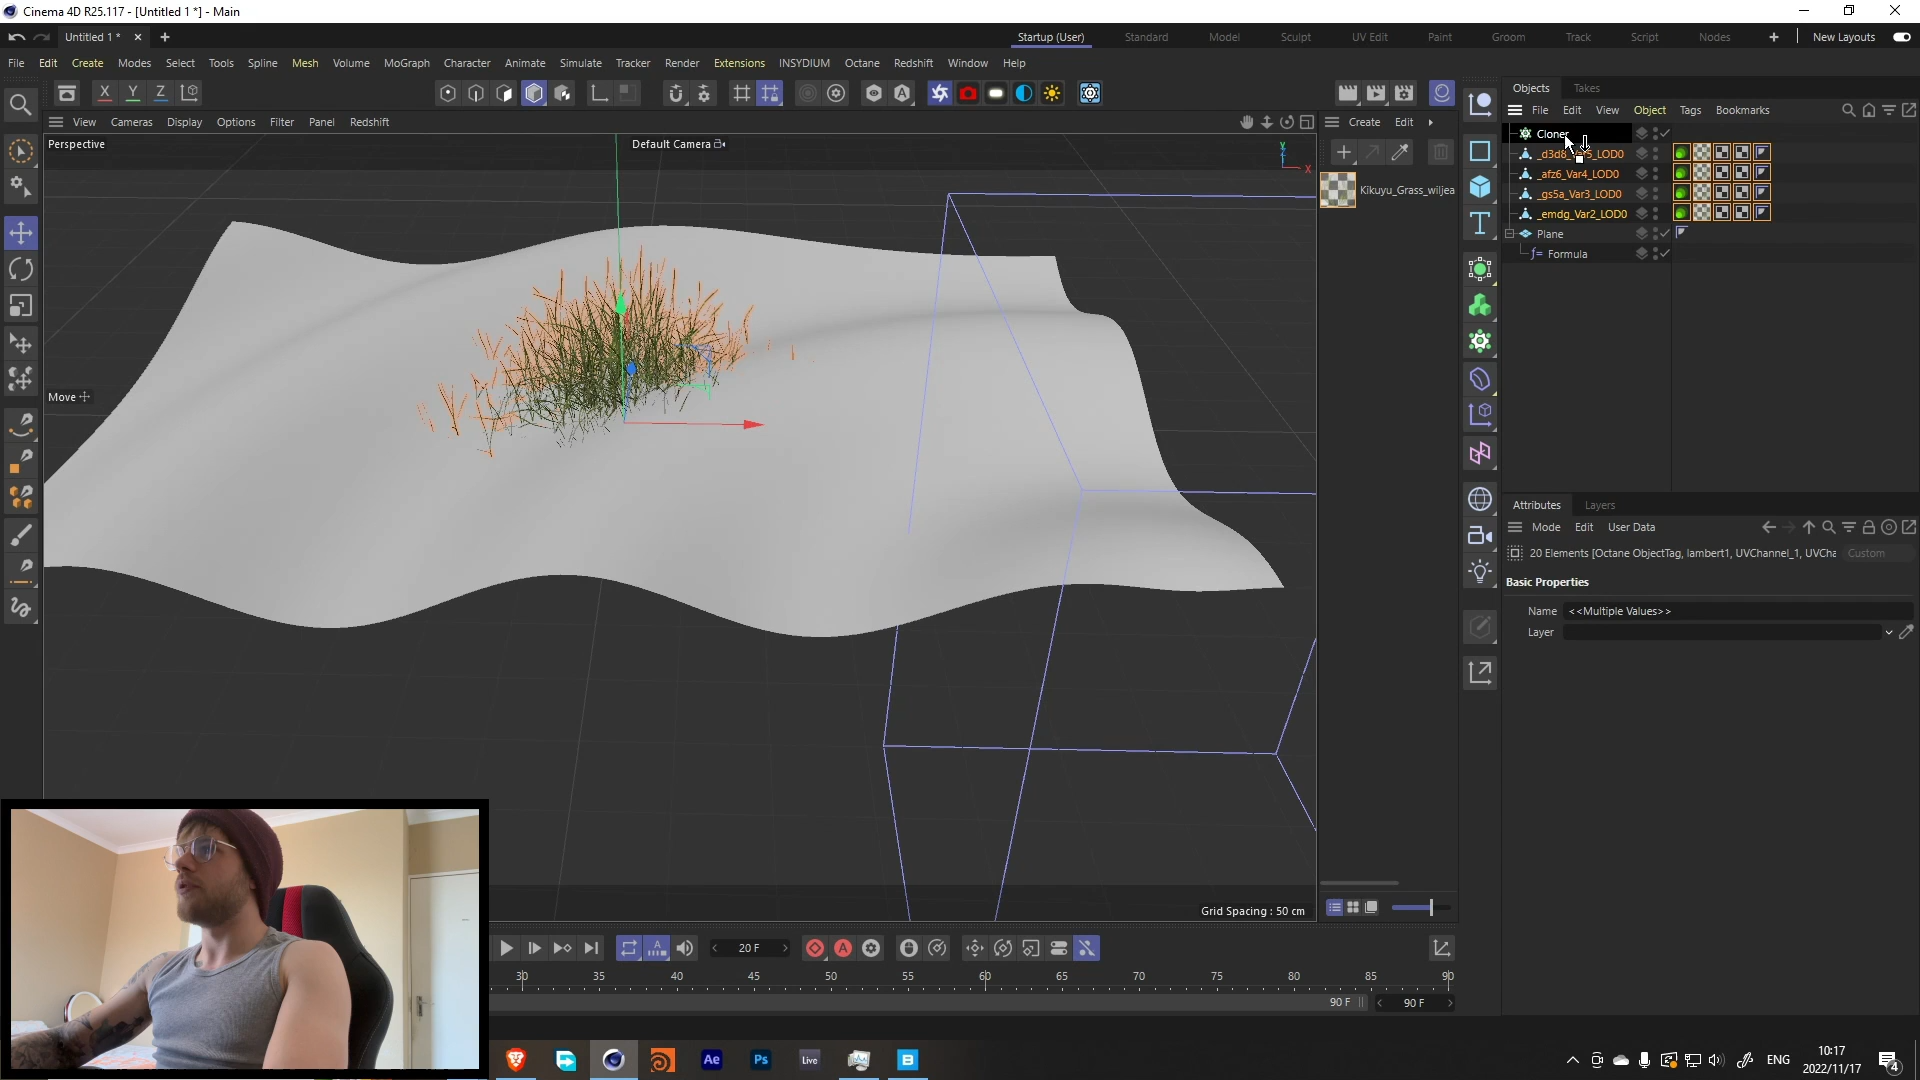 Cinema 4D R25.117 - [Untitled 1 *] - Main
Untitled 1 *
Startup (User) Standard Model Sculpt UV Edit Paint Groom Track Script Nodes New Layouts
File Edit Create Modes Select Tools Spline Mesh Volume MoGraph Character Animate Simulate Tracker Render Extensions INSYDIUM Octane Redshift Window Help
X Y Z
Objects Takes
File Edit View Object Tags Bookmarks
View Cameras Display Options Filter Panel Redshift
Create Edit
Perspective
Default Camera
Y
X
Cloner
_afz6_Var4_LOD0
_gs5a_Var3_LOD0
_emdg_Var2_LOD0
Plane
Formula
Kikuyu_Grass_wiljea
Move
Attributes Layers
Mode Edit User Data
20 Elements [Octane ObjectTag, lambert1, UVChannel_1, UVCha
Custom
Basic Properties
Name <<Multiple Values>>
Layer
Grid Spacing : 50 cm
20 F
30 35 40 45 50 55 60 65 70 75 80 85 90
90 F
90 F
Ae Ps Live
ENG
10:17
2022/11/17
4